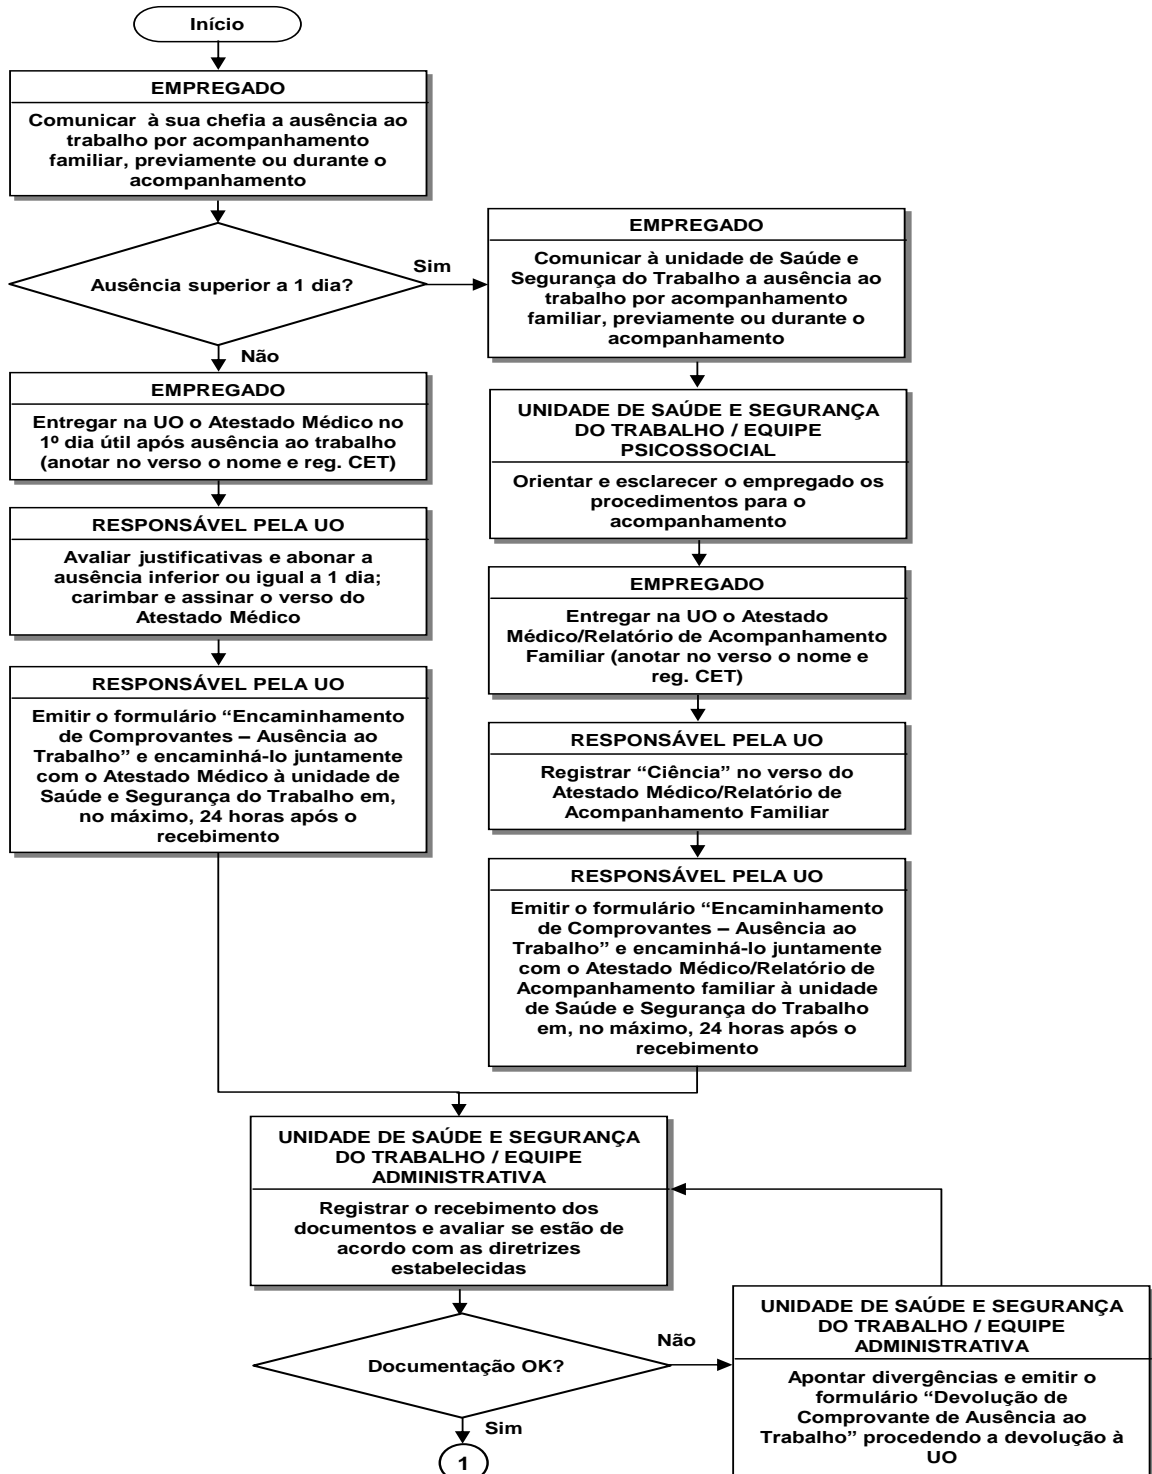 Início
EMPREGADO
Comunicar à sua chefia a ausência ao
trabalho por acompanhamento
familiar, previamente ou durante o
acompanhamento
Ausência superior a 1 dia?
Sim
Não
EMPREGADO
Comunicar à unidade de Saúde e
Segurança do Trabalho a ausência ao
trabalho por acompanhamento
familiar, previamente ou durante o
acompanhamento
EMPREGADO
Entregar na UO o Atestado Médico no
1º dia útil após ausência ao trabalho
(anotar no verso o nome e reg. CET)
RESPONSÁVEL PELA UO
Avaliar justificativas e abonar a
ausência inferior ou igual a 1 dia;
carimbar e assinar o verso do
Atestado Médico
RESPONSÁVEL PELA UO
Emitir o formulário “Encaminhamento
de Comprovantes – Ausência ao
Trabalho” e encaminhá-lo juntamente
com o Atestado Médico à unidade de
Saúde e Segurança do Trabalho em,
no máximo, 24 horas após o
recebimento
UNIDADE DE SAÚDE E SEGURANÇA
DO TRABALHO / EQUIPE
PSICOSSOCIAL
Orientar e esclarecer o empregado os
procedimentos para o
acompanhamento
EMPREGADO
Entregar na UO o Atestado
Médico/Relatório de Acompanhamento
Familiar (anotar no verso o nome e
reg. CET)
RESPONSÁVEL PELA UO
Registrar “Ciência” no verso do
Atestado Médico/Relatório de
Acompanhamento Familiar
RESPONSÁVEL PELA UO
Emitir o formulário “Encaminhamento
de Comprovantes – Ausência ao
Trabalho” e encaminhá-lo juntamente
com o Atestado Médico/Relatório de
Acompanhamento familiar à unidade
de Saúde e Segurança do Trabalho
em, no máximo, 24 horas após o
recebimento
UNIDADE DE SAÚDE E SEGURANÇA
DO TRABALHO / EQUIPE
ADMINISTRATIVA
Registrar o recebimento dos
documentos e avaliar se estão de
acordo com as diretrizes
estabelecidas
Documentação OK?
Não
Sim
1
UNIDADE DE SAÚDE E SEGURANÇA
DO TRABALHO / EQUIPE
ADMINISTRATIVA
Apontar divergências e emitir o
formulário “Devolução de
Comprovante de Ausência ao
Trabalho” procedendo a devolução à
UO